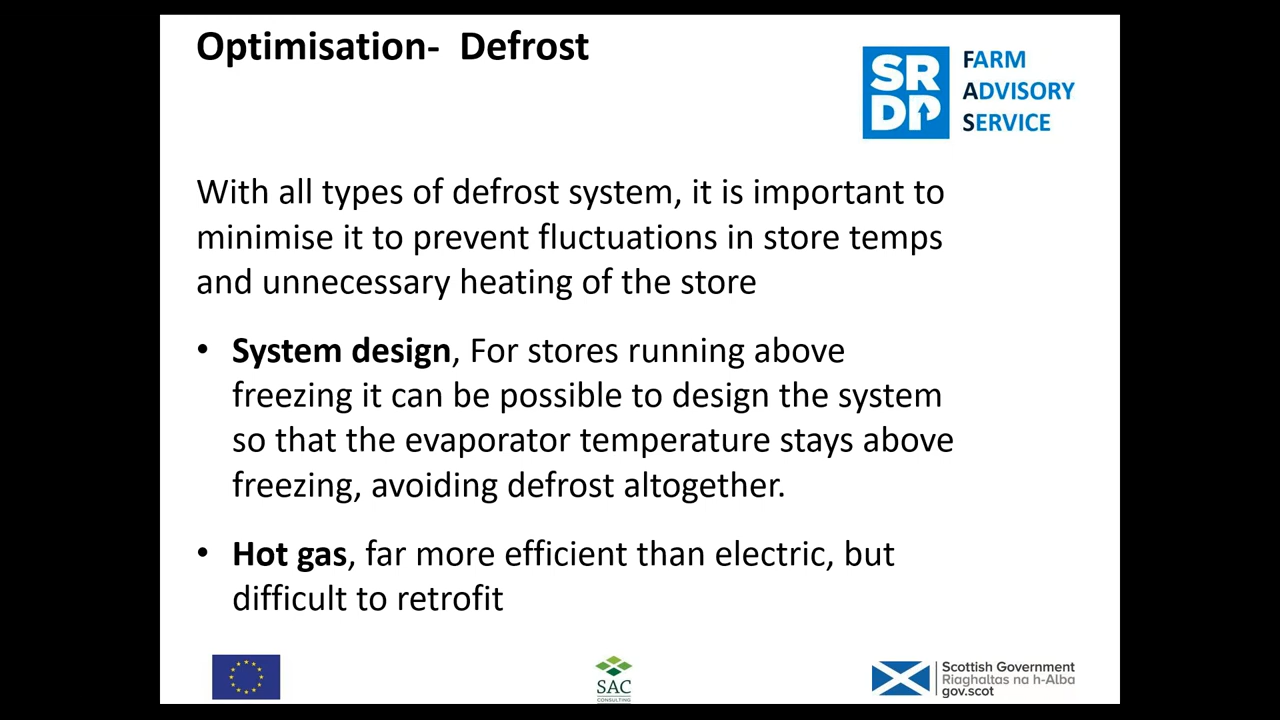 Optimisation-  Defrost
SR
DP
FARM
ADVISORY
SERVICE
With all types of defrost system, it is important to
minimise it to prevent fluctuations in store temps
and unnecessary heating of the store
• System design, For stores running above
freezing it can be possible to design the system
so that the evaporator temperature stays above
freezing, avoiding defrost altogether.
• Hot gas, far more efficient than electric, but
difficult to retrofit
SAC
CONSULTING
Scottish Government
Riaghaltas na h-Alba
gov.scot